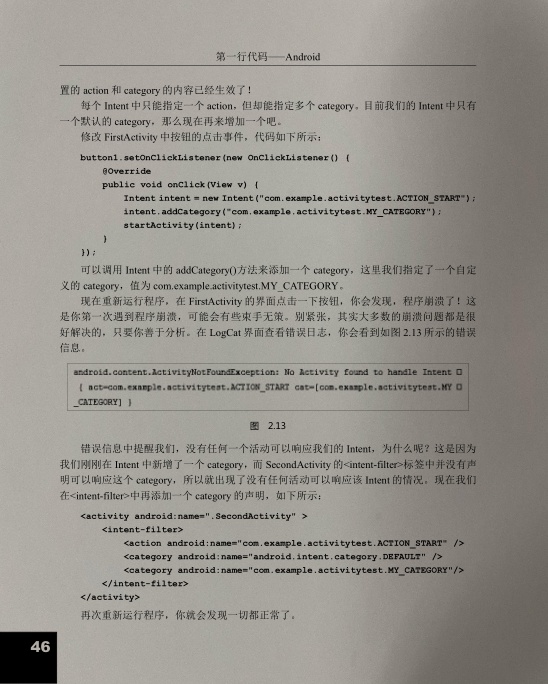 第一行代码——Android
置的 action 和 category 的内容已经生效了！
每个 Intent 中只能指定一个 action，但却能指定多个 category。目前我们的 Intent 中只有
一个默认的 category，那么现在再来增加一个吧。
修改 FirstActivity 中按钮的点击事件，代码如下所示：
button1.setOnClickListener(new OnClickListener() {
@Override
public void onClick(View v) {
Intent intent = new Intent("com.example.activitytest.ACTION_START");
intent.addCategory("com.example.activitytest.MY_CATEGORY");
startActivity(intent);
}
});
可以调用 Intent 中的 addCategory()方法来添加一个 category，这里我们指定了一个自定
义的 category，值为 com.example.activitytest.MY_CATEGORY。
现在重新运行程序，在 FirstActivity 的界面点击一下按钮，你会发现，程序崩溃了！这
是你第一次遇到程序崩溃，可能会有些束手无策。别紧张，其实大多数的崩溃问题都是很
好解决的，只要你善于分析。在 LogCat 界面查看错误日志，你会看到如图 2.13 所示的错误
信息。
android.content.ActivityNotFoundException: No Activity found to handle Intent
{ act=com.example.activitytest.ACTION_START cat=[com.example.activitytest.MY
_CATEGORY] }
图 2.13
错误信息中提醒我们，没有任何一个活动可以响应我们的 Intent，为什么呢？这是因为
我们刚刚在 Intent 中新增了一个 category，而 SecondActivity 的<intent-filter>标签中并没有声
明可以响应这个 category，所以就出现了没有任何活动可以响应该 Intent 的情况。现在我们
在<intent-filter>中再添加一个 category 的声明，如下所示：
<activity android:name=".SecondActivity" >
<intent-filter>
<action android:name="com.example.activitytest.ACTION_START" />
<category android:name="android.intent.category.DEFAULT" />
<category android:name="com.example.activitytest.MY_CATEGORY"/>
</intent-filter>
</activity>
再次重新运行程序，你就会发现一切都正常了。
46